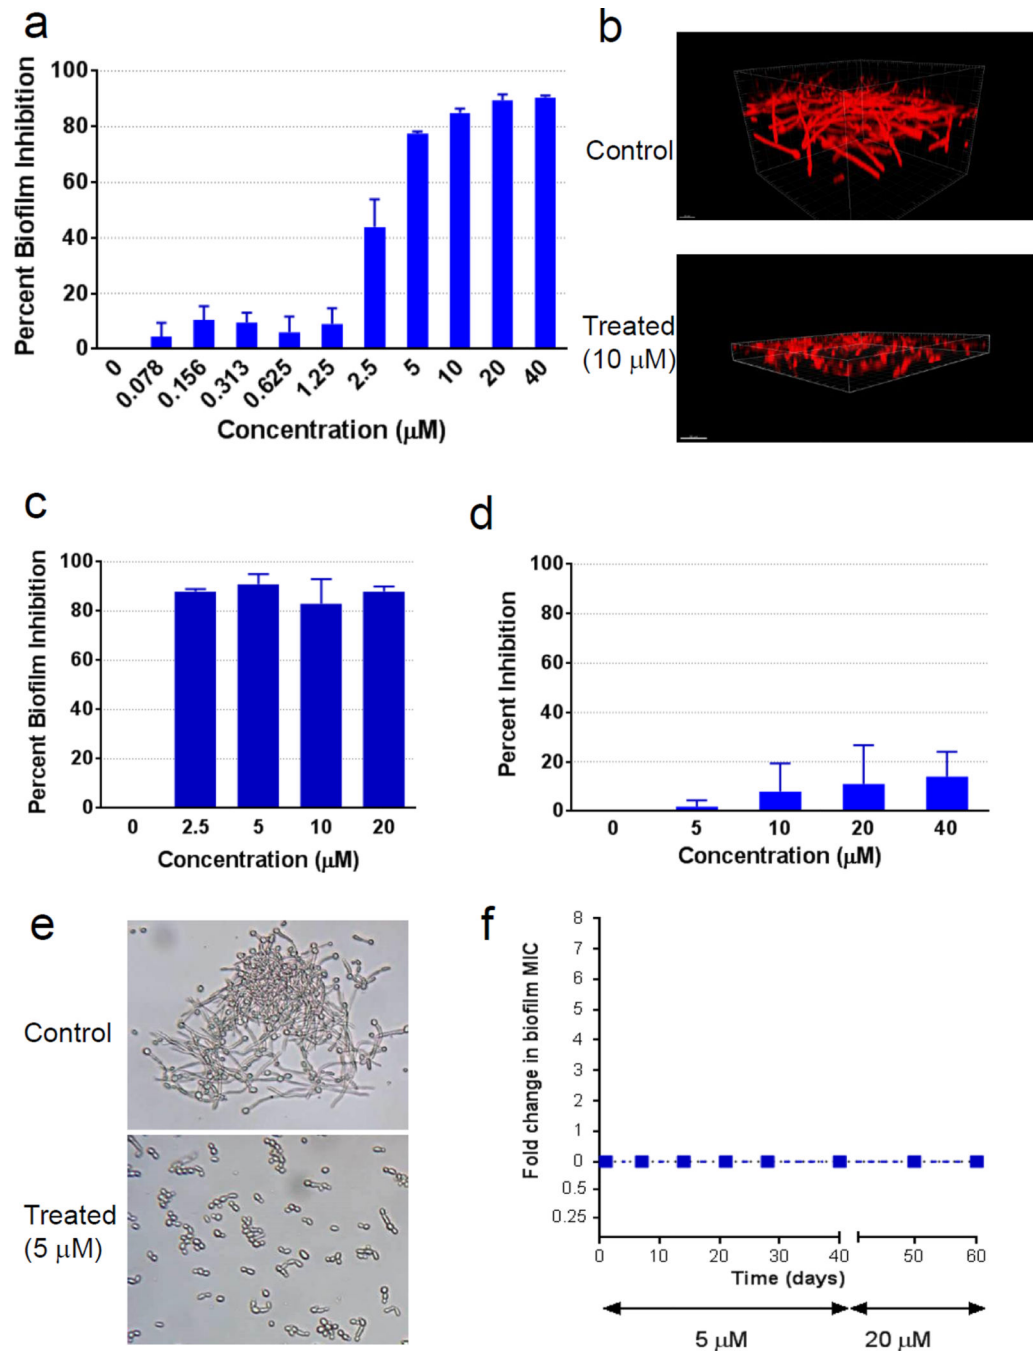 a
Percent Biofilm Inhibition
100
80
60
40
20
0
0 0.078 0.156 0.313 0.625 1.25 2.5 5 10 20 40
Concentration (μM)
b
Control
Treated
(10 μM)
c
Percent Biofilm Inhibition
100
80
60
40
20
0
0 2.5 5 10 20
Concentration (μM)
d
Percent Inhibition
100
80
60
40
20
0
0 5 10 20 40
Concentration (μM)
e
Control
Treated
(5 μM)
f
Fold change in biofilm MIC
8
7
6
5
4
3
2
1
0
0.5
0.25
0 10 20 30 40 50 60
Time (days)
5 μM 20 μM